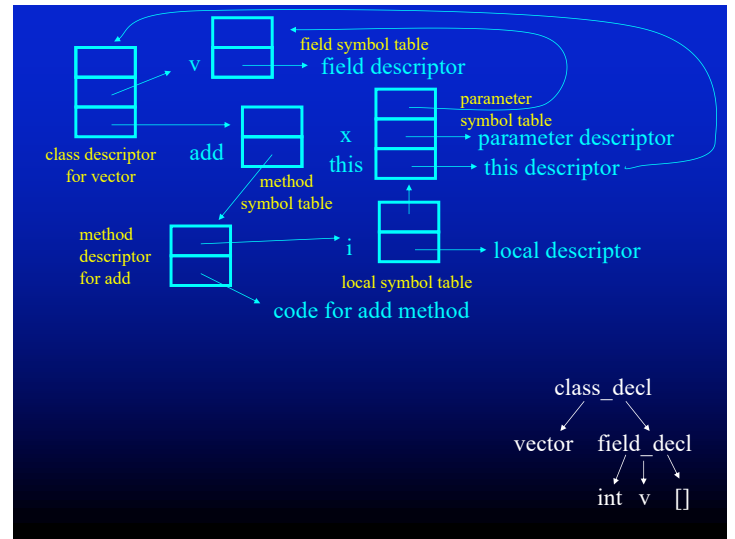 field symbol table
v
field descriptor
parameter
symbol table
x
parameter descriptor
add
this
this descriptor
class descriptor
for vector
method
symbol table
method
descriptor
for add
i
local descriptor
local symbol table
code for add method
class_decl
vector
field_decl
int
v
[]